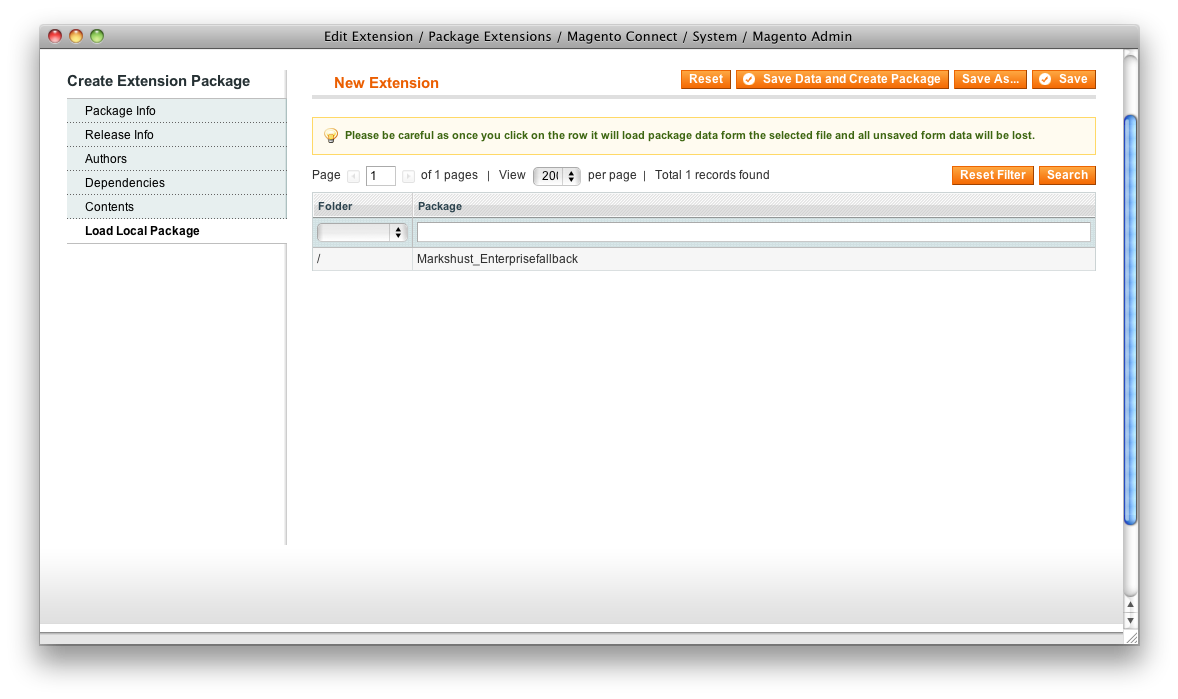 Edit Extension / Package Extensions / Magento Connect / System / Magento Admin
Create Extension Package
Package Info
Release Info
Authors
Dependencies
Contents
Load Local Package
New Extension
Reset Save Data and Create Package Save As... Save
Please be careful as once you click on the row it will load package data form the selected file and all unsaved form data will be lost.
Page 1 of 1 pages | View 200 per page | Total 1 records found Reset Filter Search
Folder Package
/ Markshust_Enterprisefallback